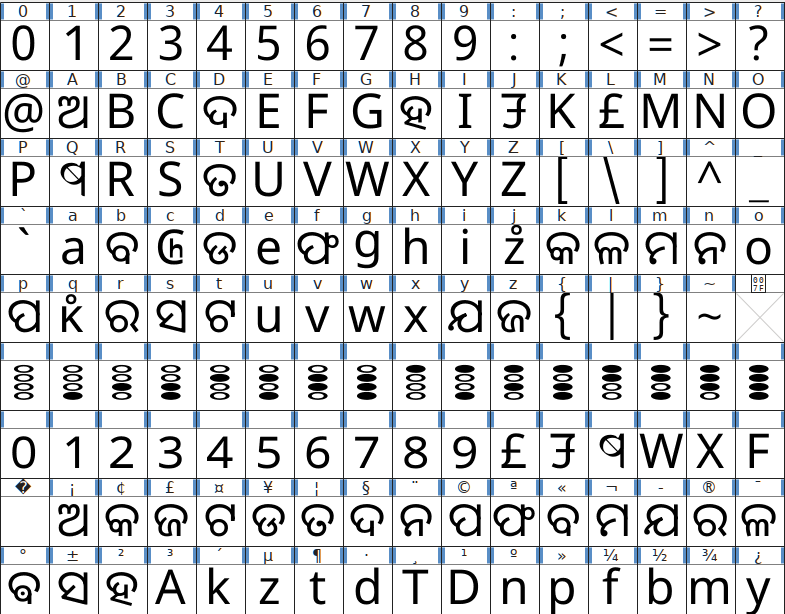 0 1 2 3 4 5 6 7 8 9 : ; < = > ?
0 1 2 3 4 5 6 7 8 9 : ; < = > ?
@ A B C D E F G H I J K L M N O
@ ଅ B C ଦ E F G ହ I K £ M N O
P Q R S T U V W X Y Z [ \ ] ^ _
P R S ତ U V W X Y Z [ \ ] ^ _
` a b c d e f g h i j k l m n o
` a ବ ଡ e ଫ g h i z̊ କ ଳ ମ ନ o
p q r s t u v w x y z { | } ~
ପ k̊ ର ସ ଟ u v w x ଯ ଜ { | } ~
0 1 2 3 4 5 6 7 8 9 £ W X F
� ¡ ¢ £ ¤ ¥ ¦ § ¨ © ª « ¬ - ® ¯
ଅ କ ଜ ଟ ଡ ତ ଦ ନ ପ ଫ ବ ମ ଯ ର ଳ
° ± ² ³ ´ µ ¶ · ¸ ¹ º » ¼ ½ ¾ ¿
ଵ ସ ହ A k z t d T D n p f b m y